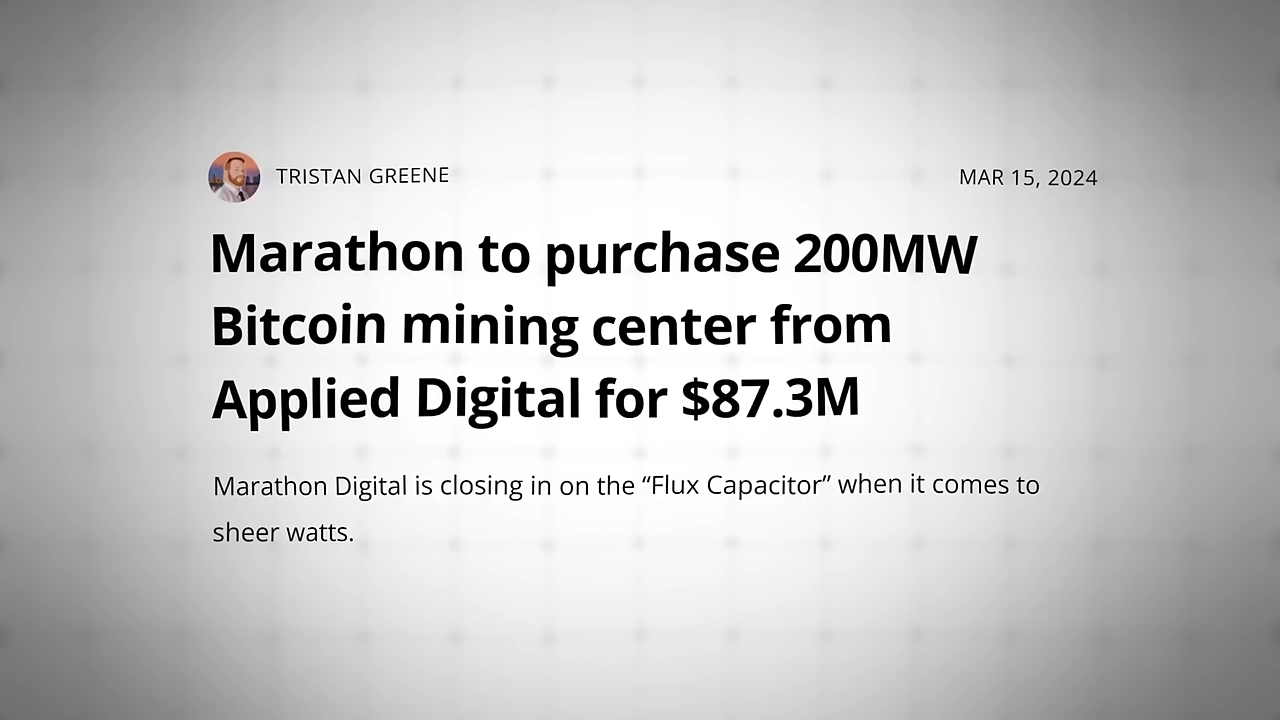 TRISTAN GREENE
MAR 15, 2024
Marathon to purchase 200MW
Bitcoin mining center from
Applied Digital for $87.3M
Marathon Digital is closing in on the “Flux Capacitor” when it comes to
sheer watts.